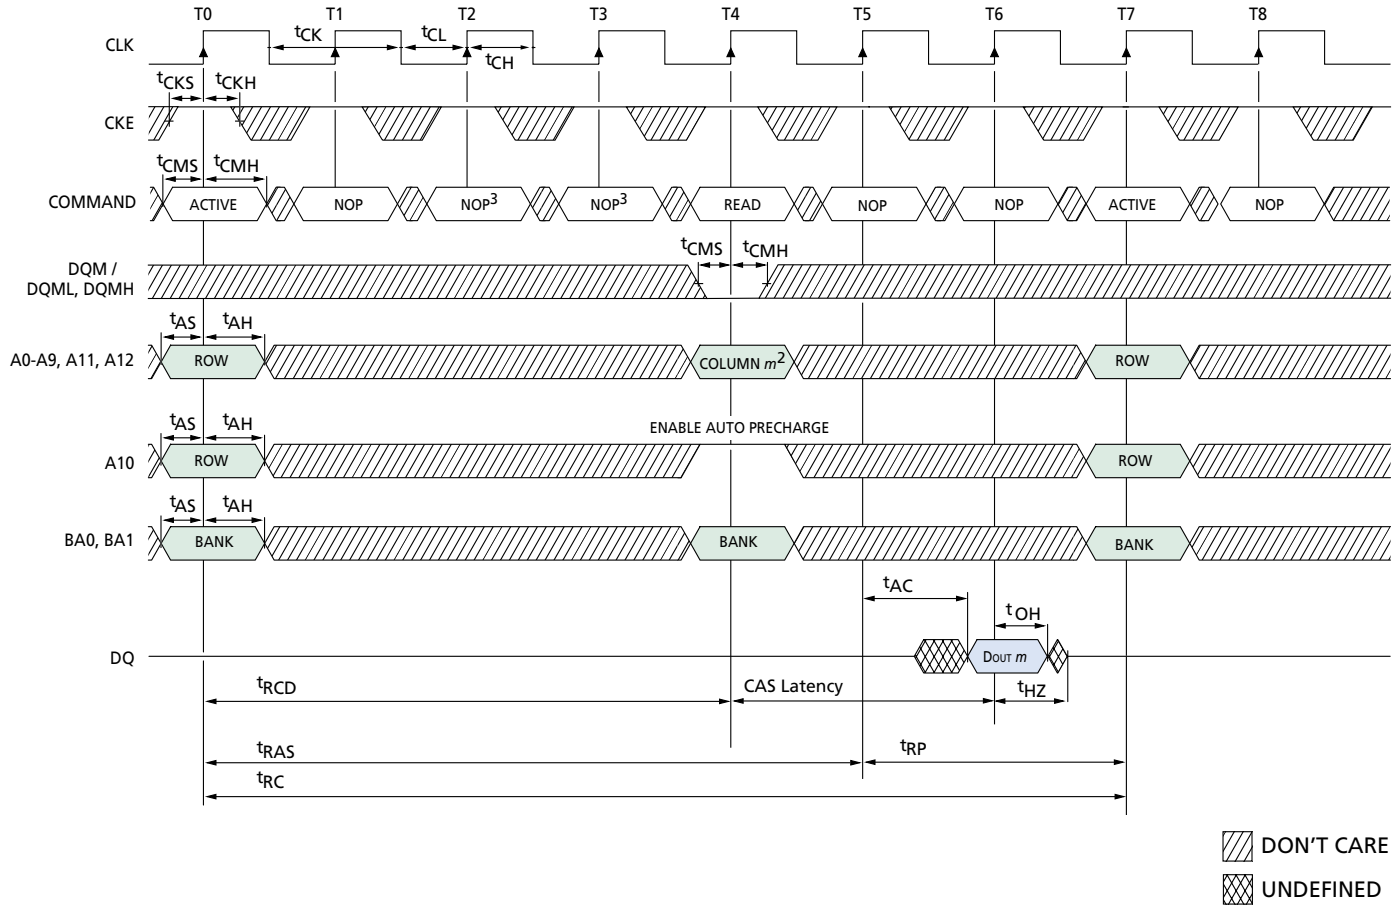 T0 T1 T2 T3 T4 T5 T6 T7 T8
CLK
tCK tCL
tCH
tCKS tCKH
CKE
tCMS tCMH
COMMAND ACTIVE NOP NOP3 NOP3 READ NOP NOP ACTIVE NOP
tCMS tCMH
DQM /
DQML, DQMH
tAS tAH
A0-A9, A11, A12 ROW COLUMN m2 ROW
ENABLE AUTO PRECHARGE
tAS tAH
A10 ROW ROW
tAS tAH
BA0, BA1 BANK BANK BANK
tAC
tOH
DQ DOUT m
tRCD CAS Latency tHZ
tRAS tRP
tRC
DON'T CARE
UNDEFINED